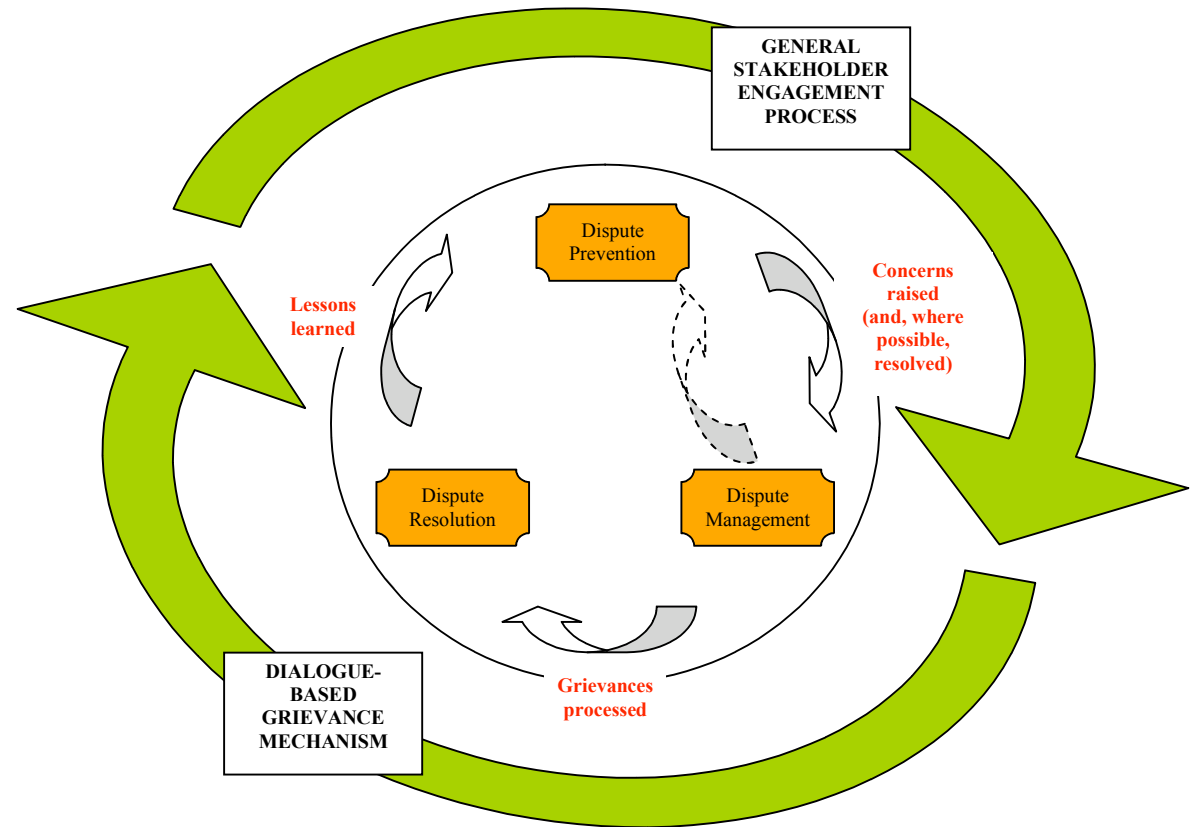 GENERAL
STAKEHOLDER
ENGAGEMENT
PROCESS
Dispute
Prevention
Concerns
raised
(and, where
possible,
resolved)
Lessons
learned
Dispute
Resolution
Dispute
Management
Grievances
processed
DIALOGUE-
BASED
GRIEVANCE
MECHANISM